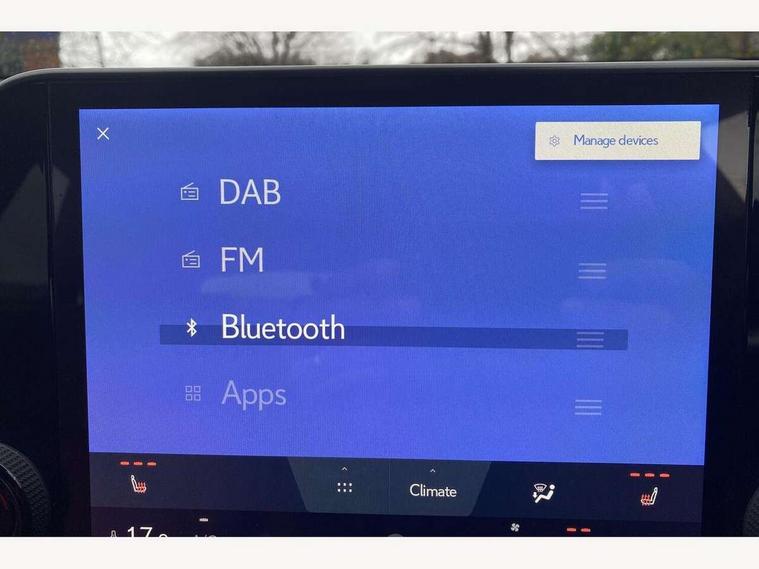 Manage devices
DAB
FM
Bluetooth
Apps
Climate